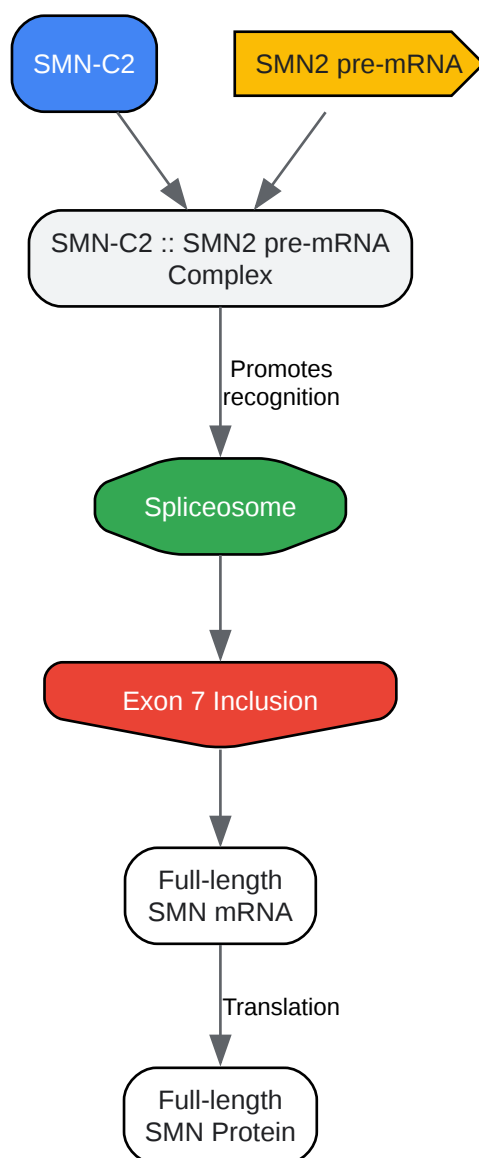 SMN-C2
SMN2 pre-mRNA
SMN-C2 :: SMN2 pre-mRNA
Complex
Promotes
recognition
Spliceosome
Exon 7 Inclusion
Full-length
SMN mRNA
Translation
Full-length
SMN Protein